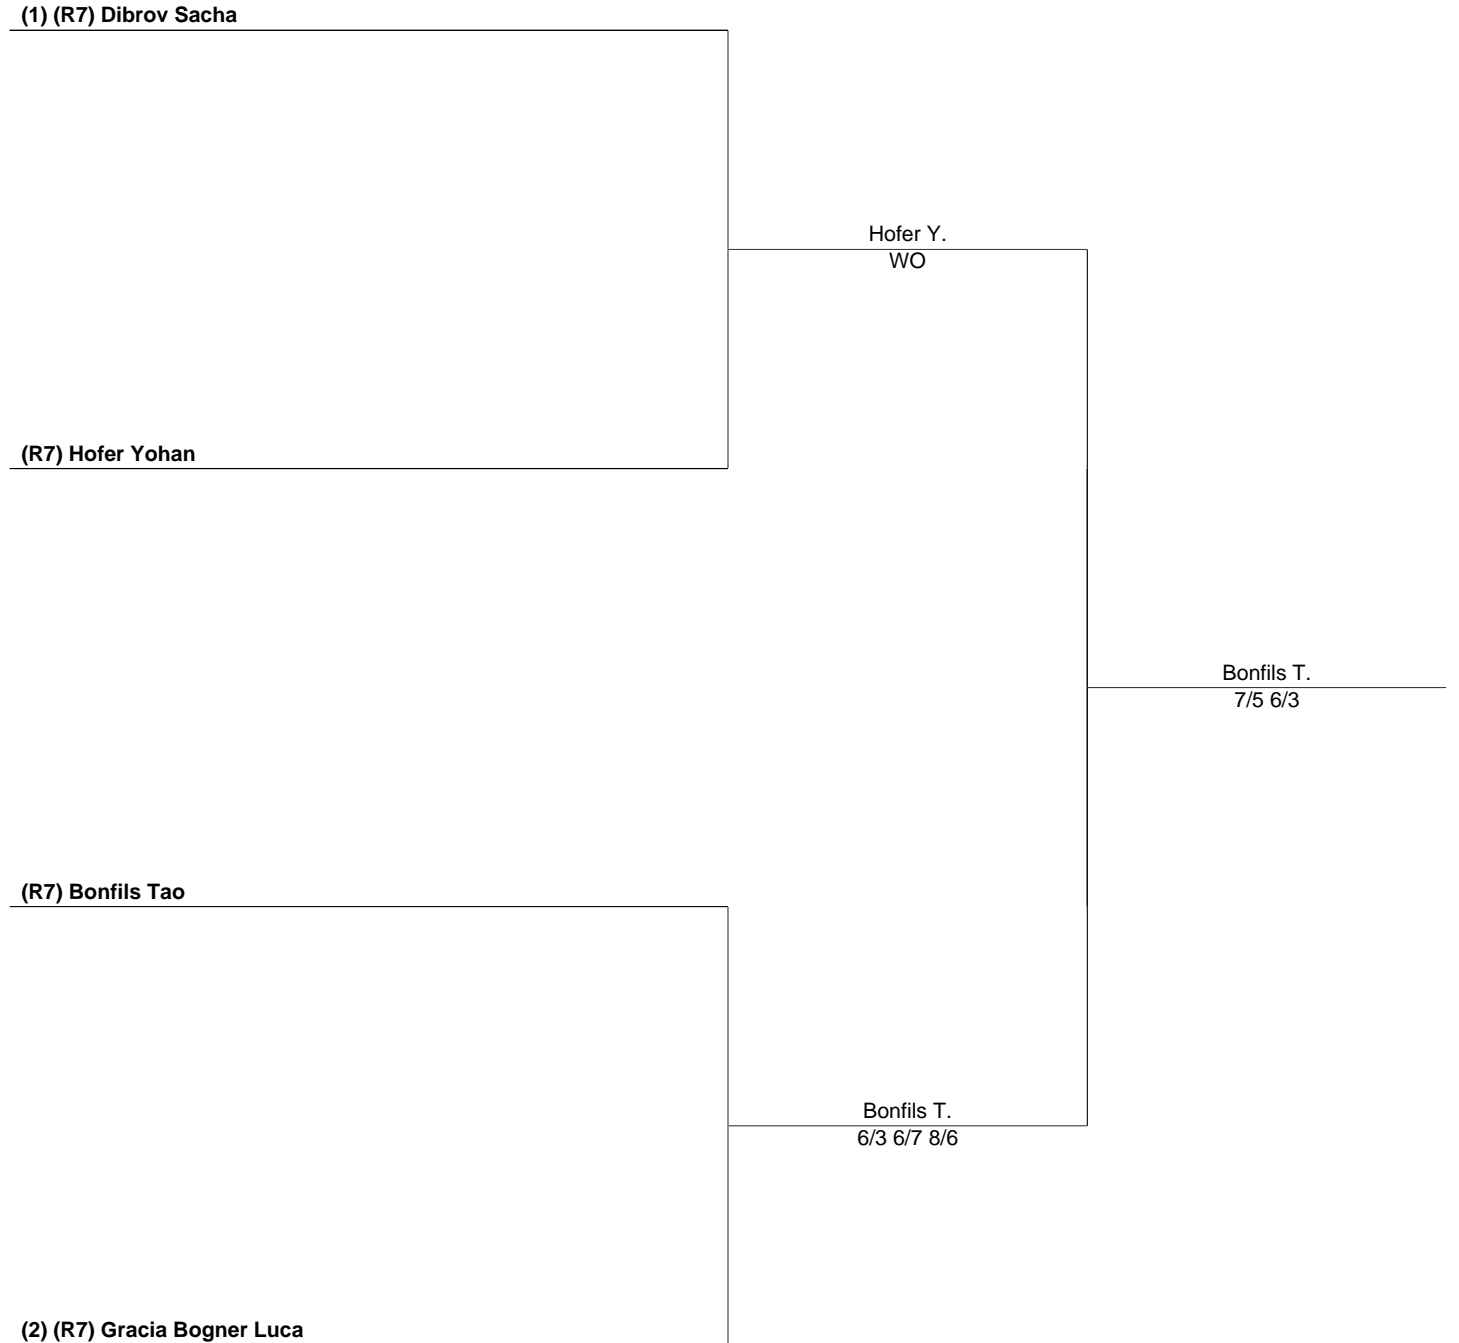 (1) (R7) Dibrov Sacha
Hofer Y.
WO
(R7) Hofer Yohan
Bonfils T.
7/5 6/3
(R7) Bonfils Tao
Bonfils T.
6/3 6/7 8/6
(2) (R7) Gracia Bogner Luca